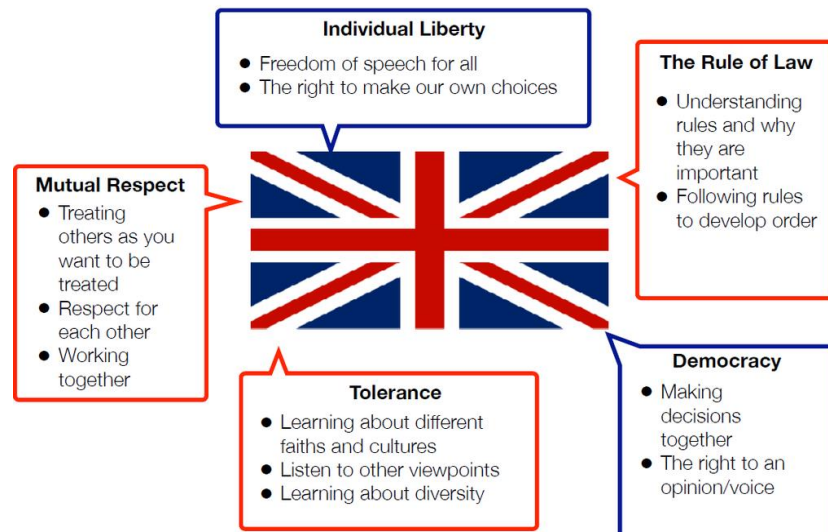 Individual Liberty
● Freedom of speech for all
● The right to make our own choices
The Rule of Law
● Understanding
rules and why
they are
important
● Following rules
to develop order
Mutual Respect
● Treating
others as you
want to be
treated
● Respect for
each other
● Working
together
Tolerance
● Learning about different
faiths and cultures
● Listen to other viewpoints
● Learning about diversity
Democracy
● Making
decisions
together
● The right to an
opinion/voice